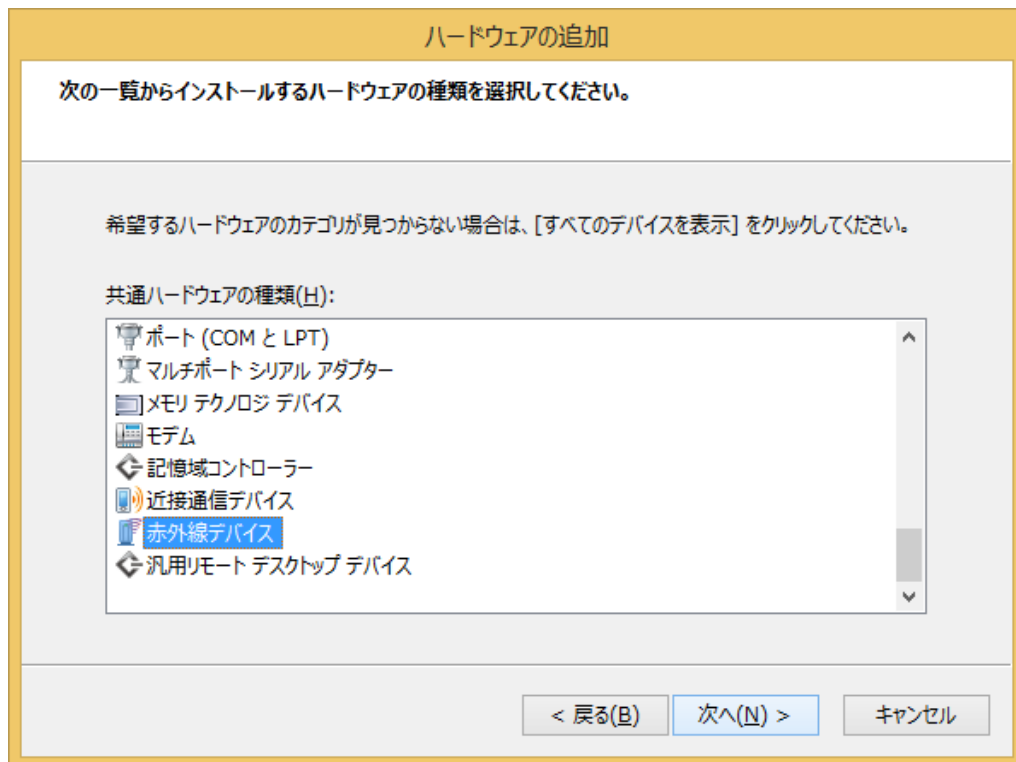 ハードウェアの追加
次の一覧からインストールするハードウェアの種類を選択してください。
希望するハードウェアのカテゴリが見つからない場合は、[すべてのデバイスを表示] をクリックしてください。
共通ハードウェアの種類(H):
ポート (COM と LPT)
マルチポート シリアル アダプター
メモリ テクノロジ デバイス
モデム
記憶域コントローラー
近接通信デバイス
赤外線デバイス
汎用リモート デスクトップ デバイス
< 戻る(B) 次へ(N) > キャンセル